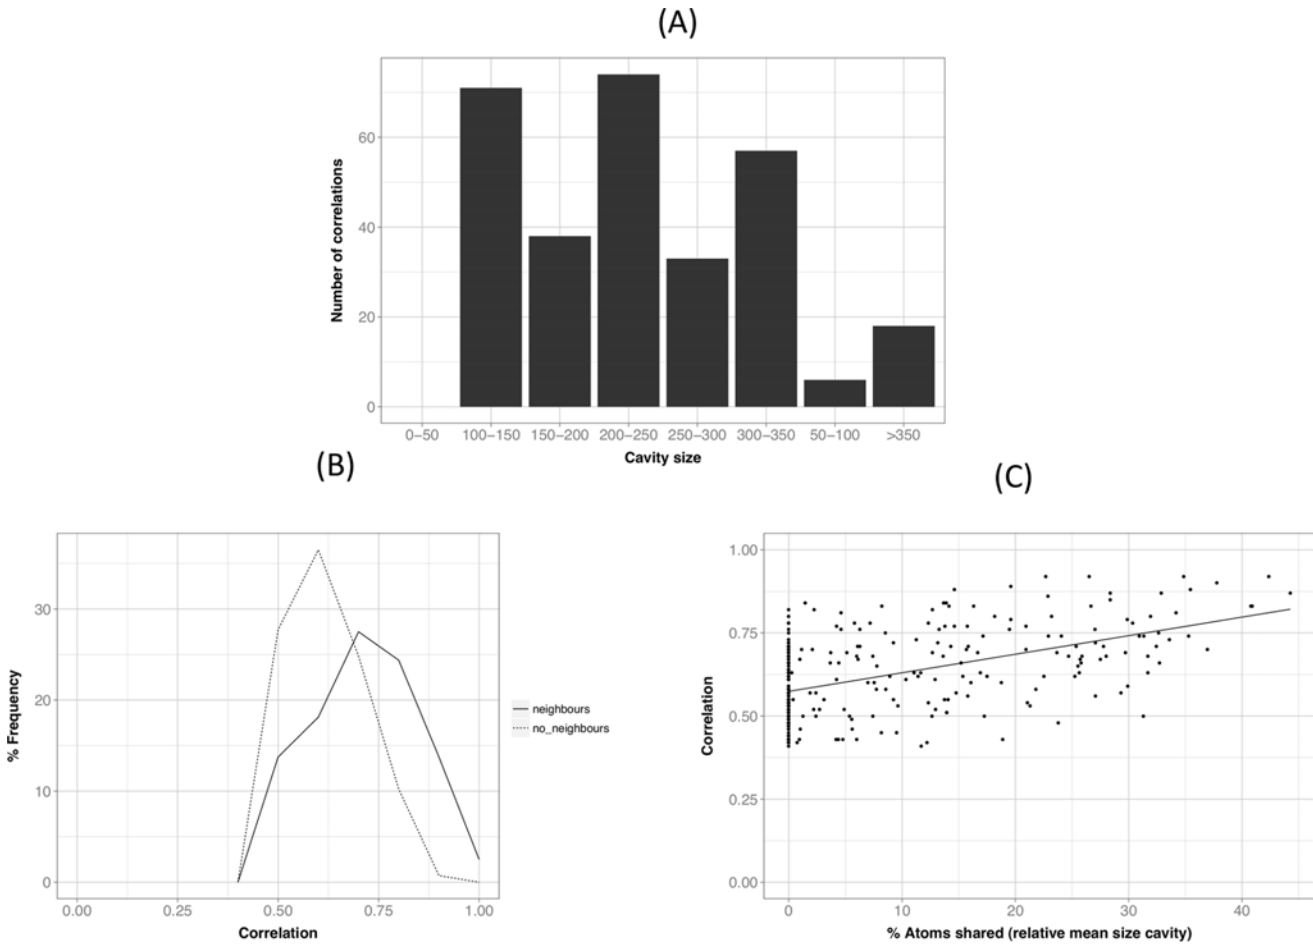 (A)
Number of correlations
60
40
20
0
0–50 100–150 150–200 200–250 250–300 300–350 50–100 >350
Cavity size
(B)
% Frequency
30
20
10
0
0.00 0.25 0.50 0.75 1.00
Correlation
neighbours
no_neighbours
(C)
Correlation
1.00
0.75
0.50
0.25
0.00
0 10 20 30 40
% Atoms shared (relative mean size cavity)